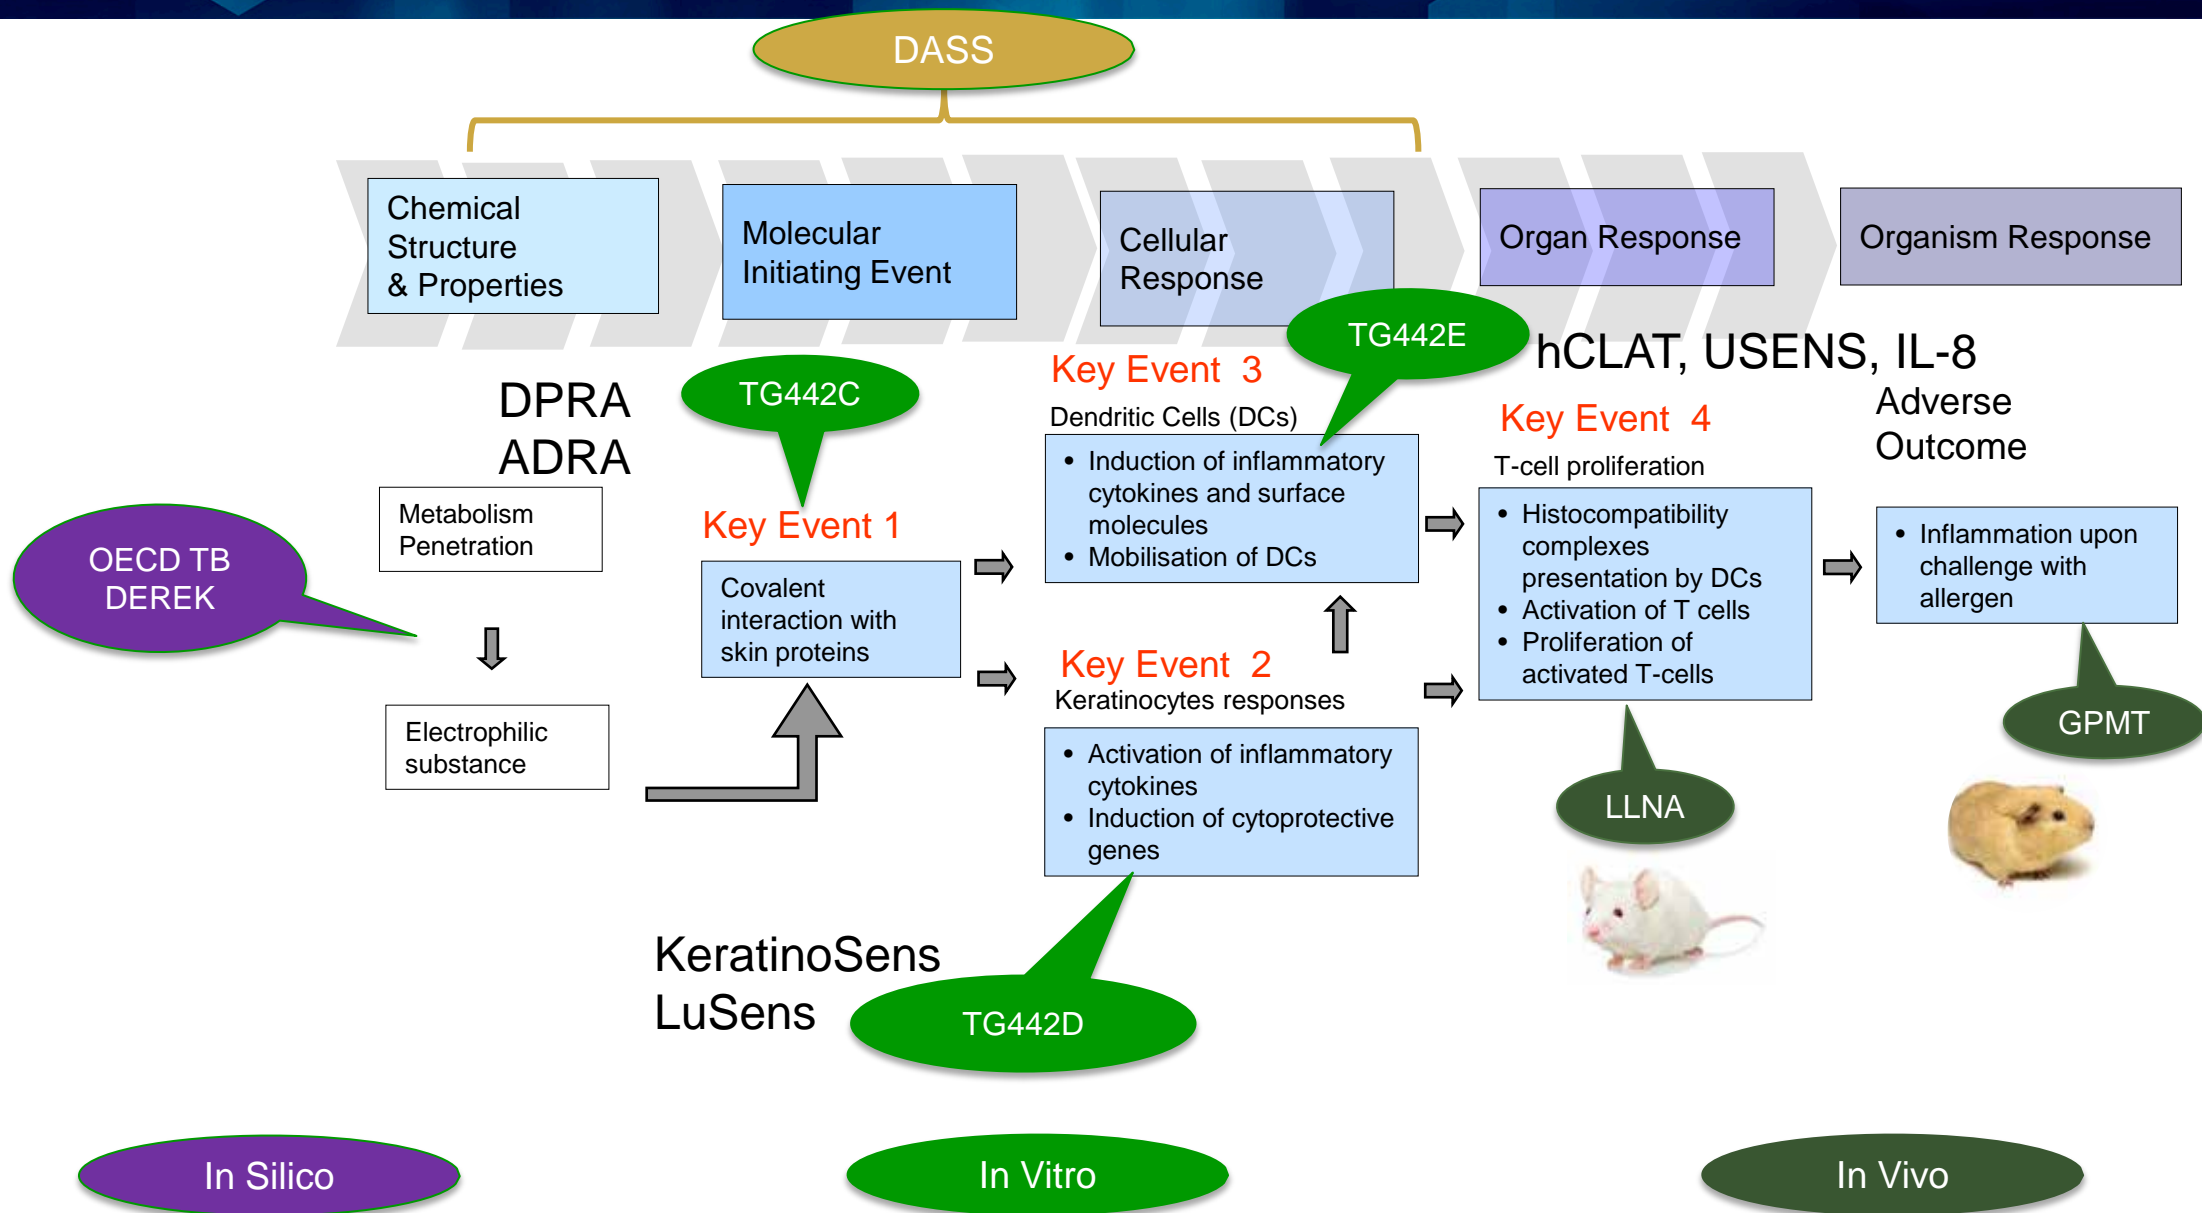 DASS
Chemical
Structure
& Properties
Molecular
Initiating Event
Cellular
Response
Organ Response
Organism Response
TG442E
hCLAT, USENS, IL-8
DPRA
ADRA
TG442C
Key Event 3
Dendritic Cells (DCs)
• Induction of inflammatory
cytokines and surface
molecules
• Mobilisation of DCs
Key Event 4
T-cell proliferation
• Histocompatibility
complexes
presentation by DCs
• Activation of T cells
• Proliferation of
activated T-cells
Adverse
Outcome
• Inflammation upon
challenge with
allergen
OECD TB
DEREK
Metabolism
Penetration
Electrophilic
substance
Key Event 1
Covalent
interaction with
skin proteins
Key Event 2
Keratinocytes responses
• Activation of inflammatory
cytokines
• Induction of cytoprotective
genes
GPMT
LLNA
KeratinoSens
LuSens
TG442D
In Silico
In Vitro
In Vivo